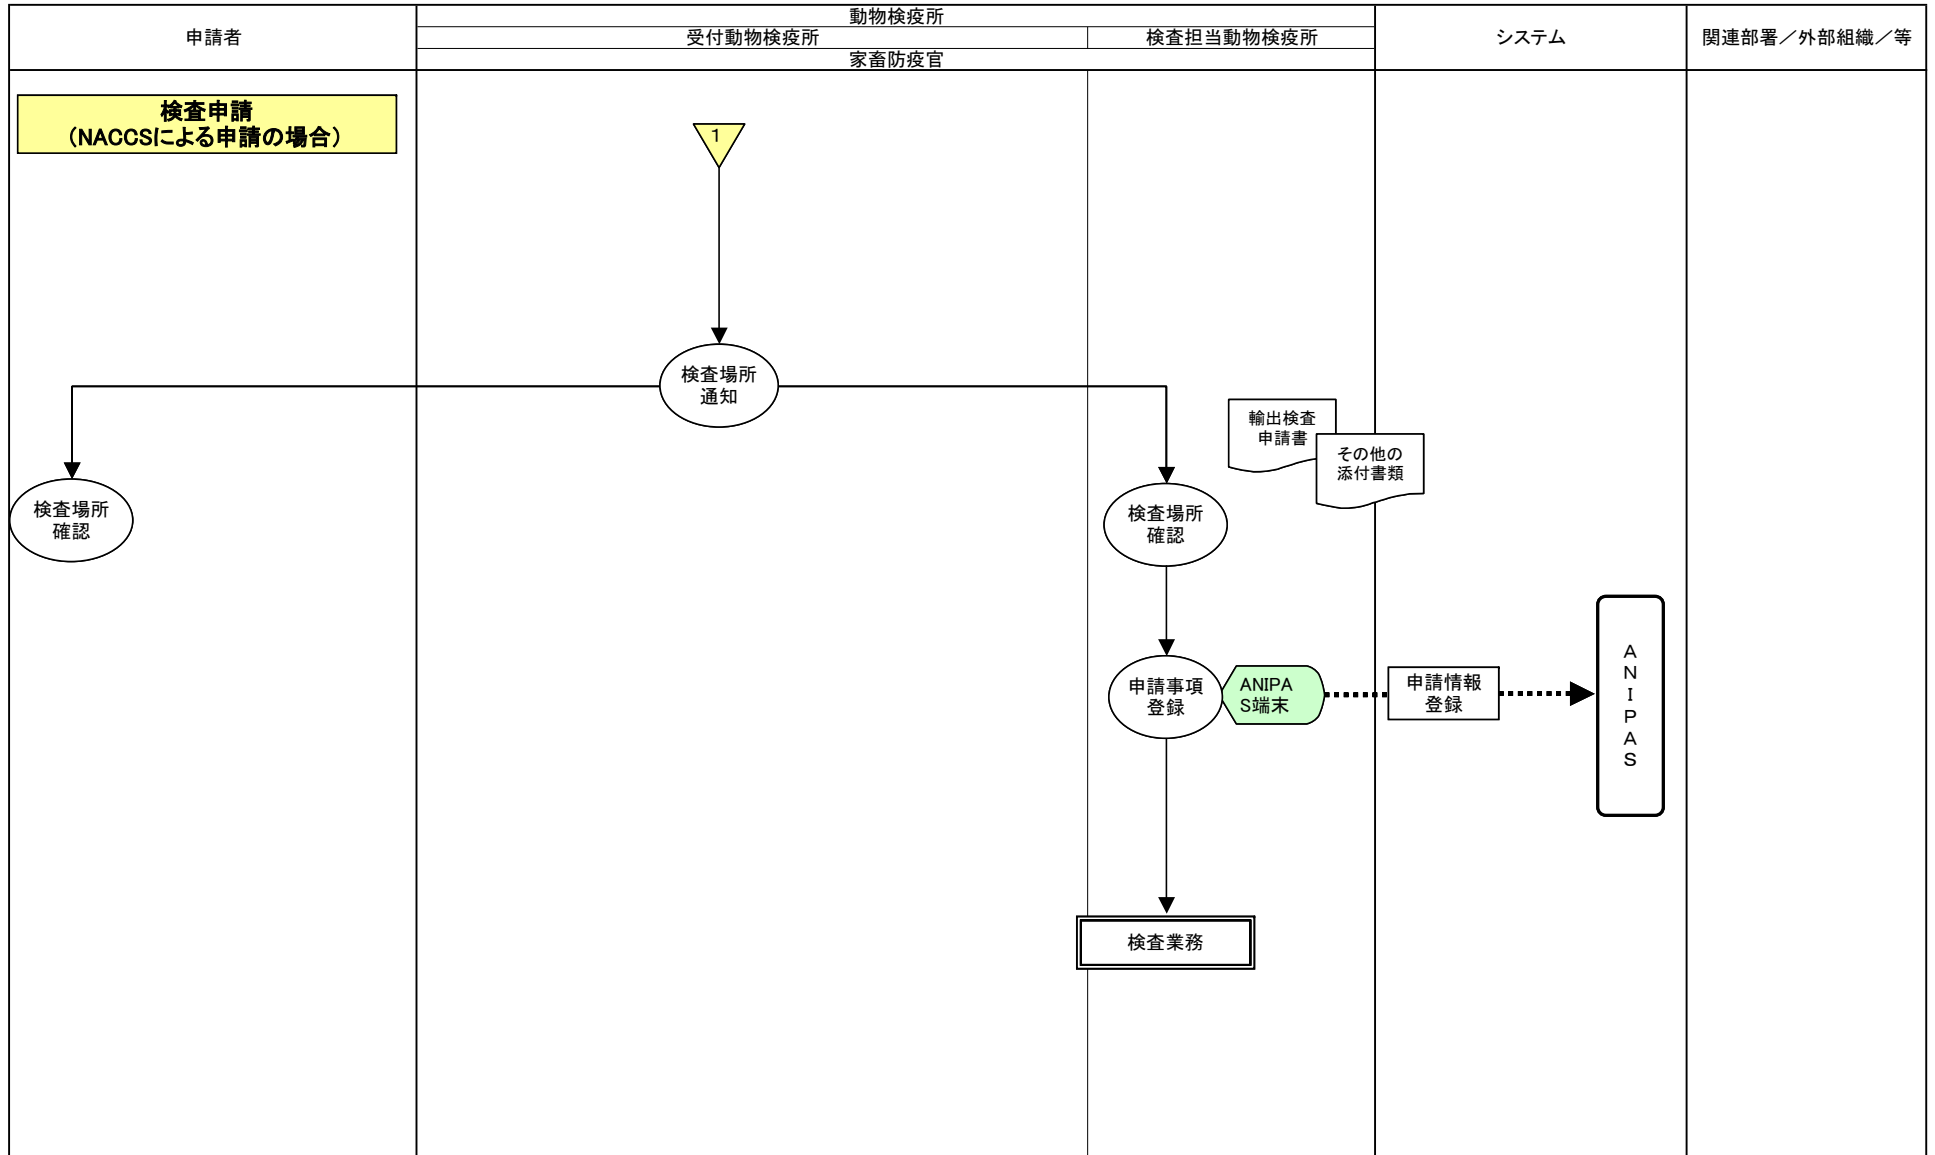 動物検疫所
申請者
受付動物検疫所
検査担当動物検疫所
システム
関連部署／外部組織／等
家畜防疫官
検査申請
（NACCSによる申請の場合）
1
検査場所
通知
輸出検査
申請書
その他の
添付書類
検査場所
確認
検査場所
確認
申請事項
登録
ANIPA
S端末
申請情報
登録
A
N
I
P
A
S
検査業務